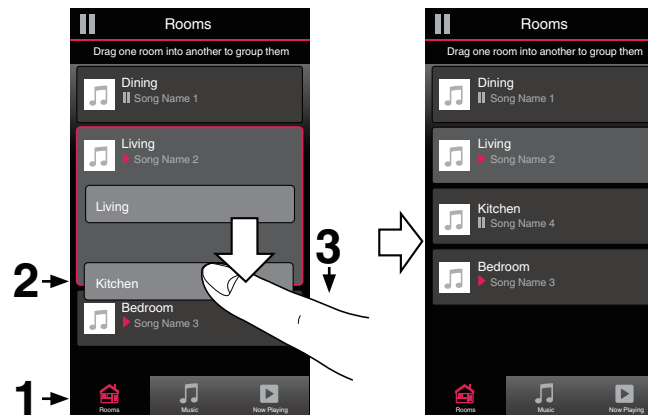 Rooms
Drag one room into another to group them
Dining
Song Name 1
Living
Song Name 2
Living
Kitchen
Bedroom
Song Name 3
Rooms
Music
Now Playing
1
2
3
Rooms
Drag one room into another to group them
Dining
Song Name 1
Living
Song Name 2
Kitchen
Song Name 4
Bedroom
Song Name 3
Rooms
Music
Now Playing